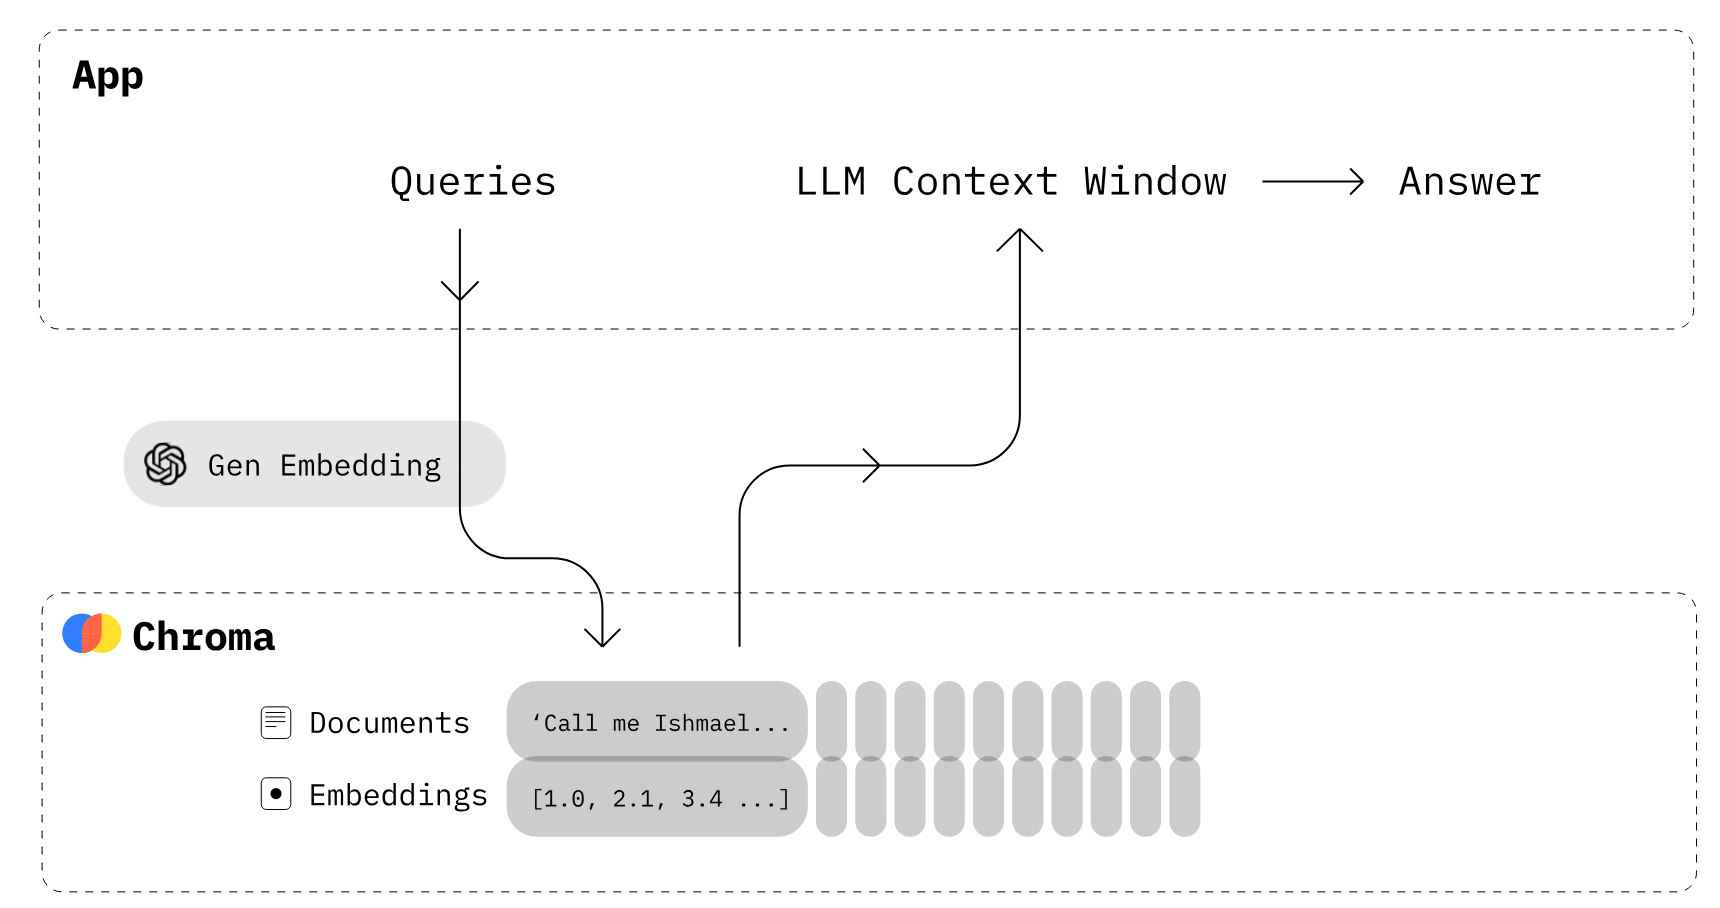 App
Queries
LLM Context Window
Answer
Gen Embedding
Chroma
Documents
‘Call me Ishmael...
Embeddings
[1.0, 2.1, 3.4 ...]